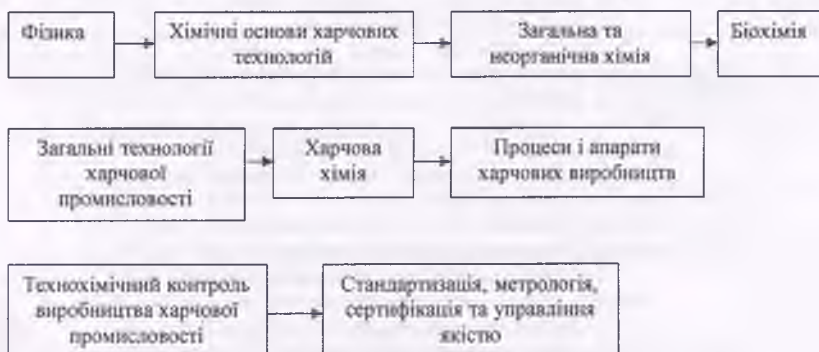 Фізика
Хімічні основи харчових
технологій
Загальна та
неорганічна хімія
Біохімія
Загальні технології
харчової
промисловості
Харчова
хімія
Процеси і апарати
харчових виробництв
Технохімічний контроль
виробництва харчової
промисловості
Стандартизація, метрологія,
сертифікація та управління
якістю